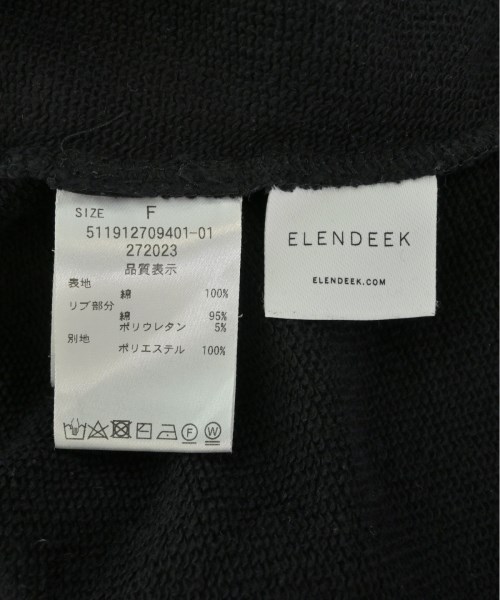 SIZE F
511912709401-01
272023
品質表示
表地
綿 100%
リブ部分
綿 95%
ポリウレタン 5%
別地
ポリエステル 100%
F W
ELENDEEK
ELENDEEK.COM